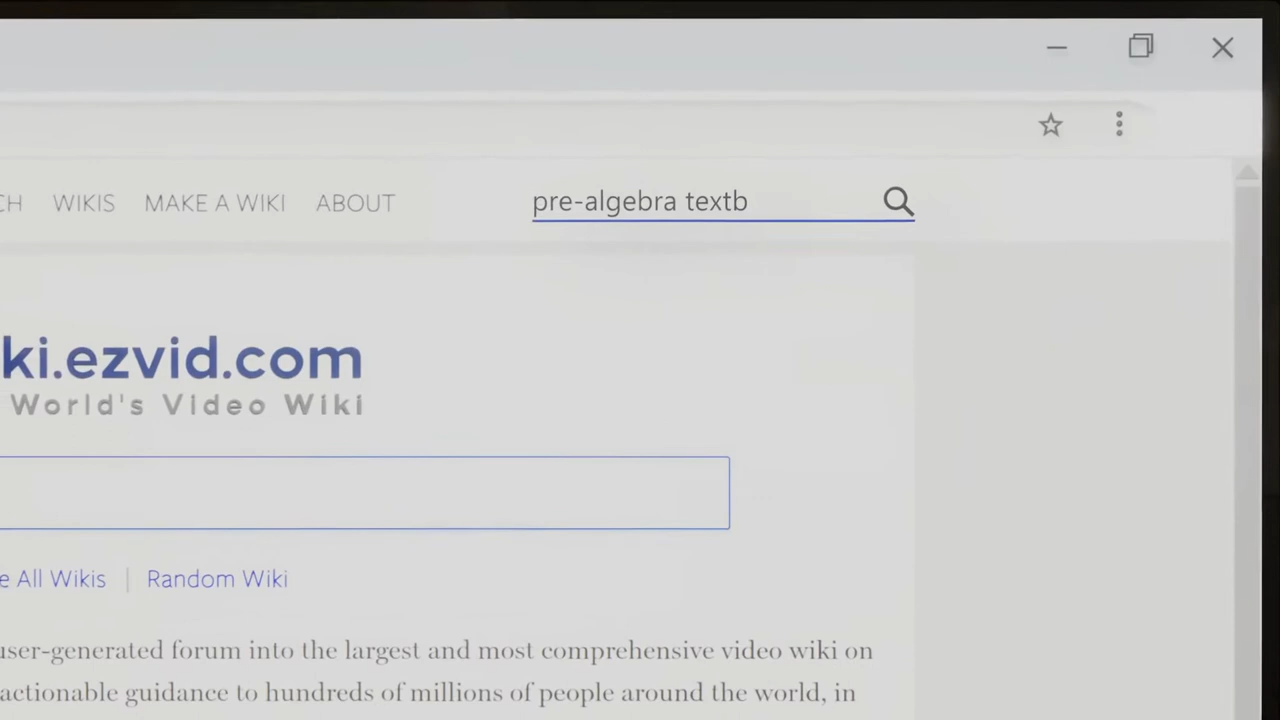 CH WIKIS MAKE A WIKI ABOUT pre-algebra textb
ki.ezvid.com
World's Video Wiki
e All Wikis | Random Wiki
user-generated forum into the largest and most comprehensive video wiki on
actionable guidance to hundreds of millions of people around the world, in